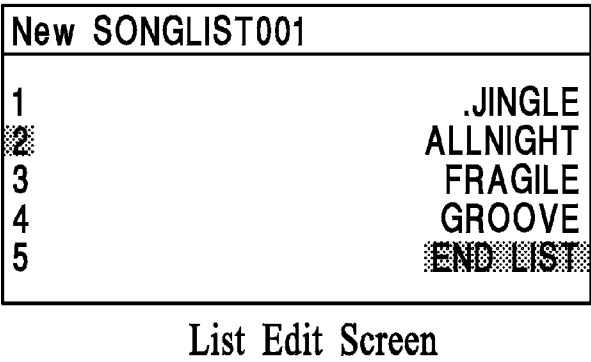 New SONGLIST001
1 .JINGLE
2 ALLNIGHT
3 FRAGILE
4 GROOVE
5 END LIST
List Edit Screen